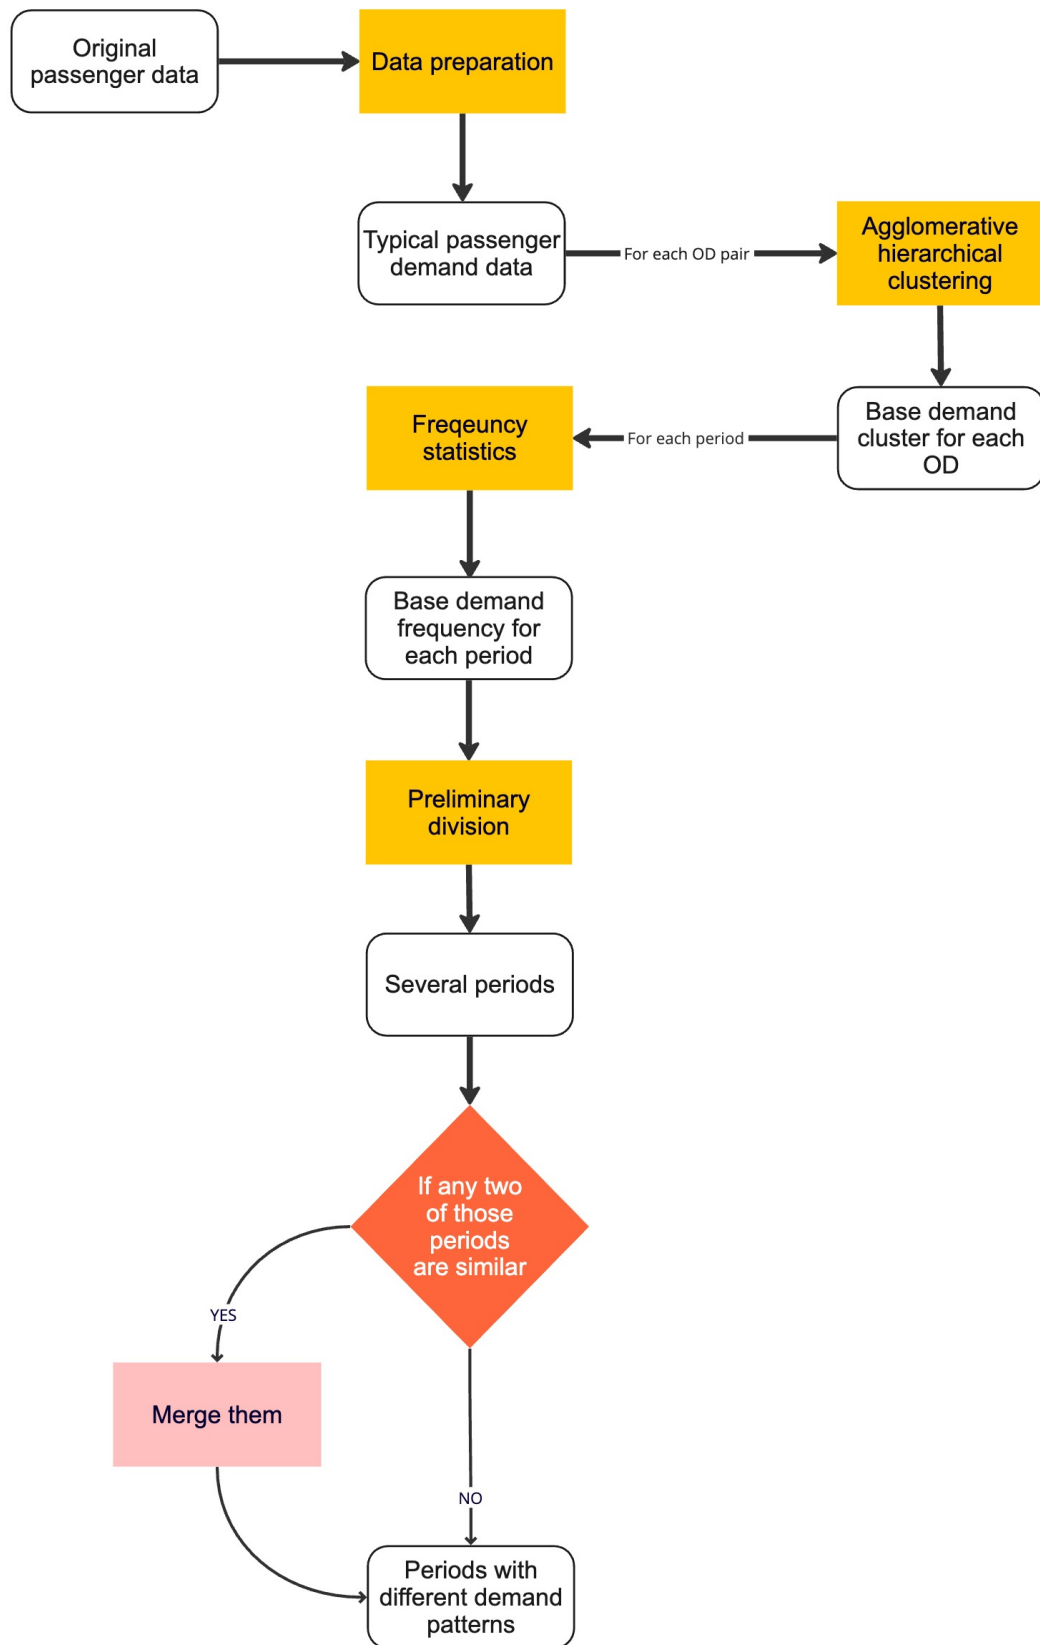 Original
passenger data
Data preparation
Typical passenger
demand data
For each OD pair
Agglomerative
hierarchical
clustering
Base demand
cluster for each
OD
For each period
Freqeuncy
statistics
Base demand
frequency for
each period
Preliminary
division
Several periods
If any two
of those
periods
are similar
YES
Merge them
NO
Periods with
different demand
patterns